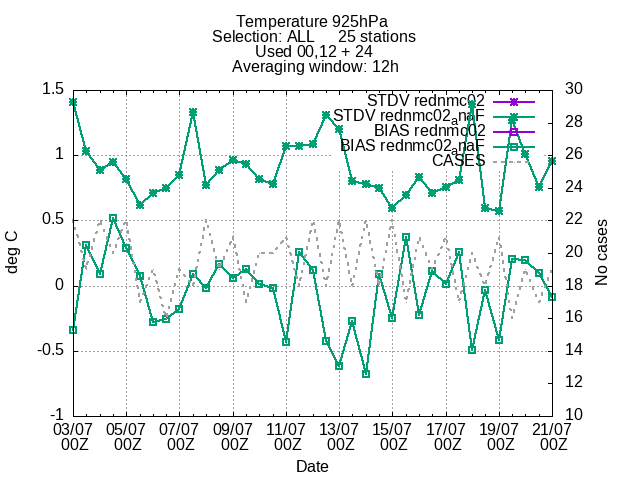 Temperature 925hPa
Selection: ALL 25 stations
Used 00,12 + 24
Averaging window: 12h
1.5
1
0.5
0
-0.5
-1
deg C
30
28
26
24
22
20
18
16
14
12
10
No cases
STDV rednmc02
STDV rednmc02anaF
BIAS rednmc02
BIAS rednmc02anaF
CASES
03/07 05/07 07/07 09/07 11/07 13/07 15/07 17/07 19/07 21/07
00Z 00Z 00Z 00Z 00Z 00Z 00Z 00Z 00Z 00Z
Date